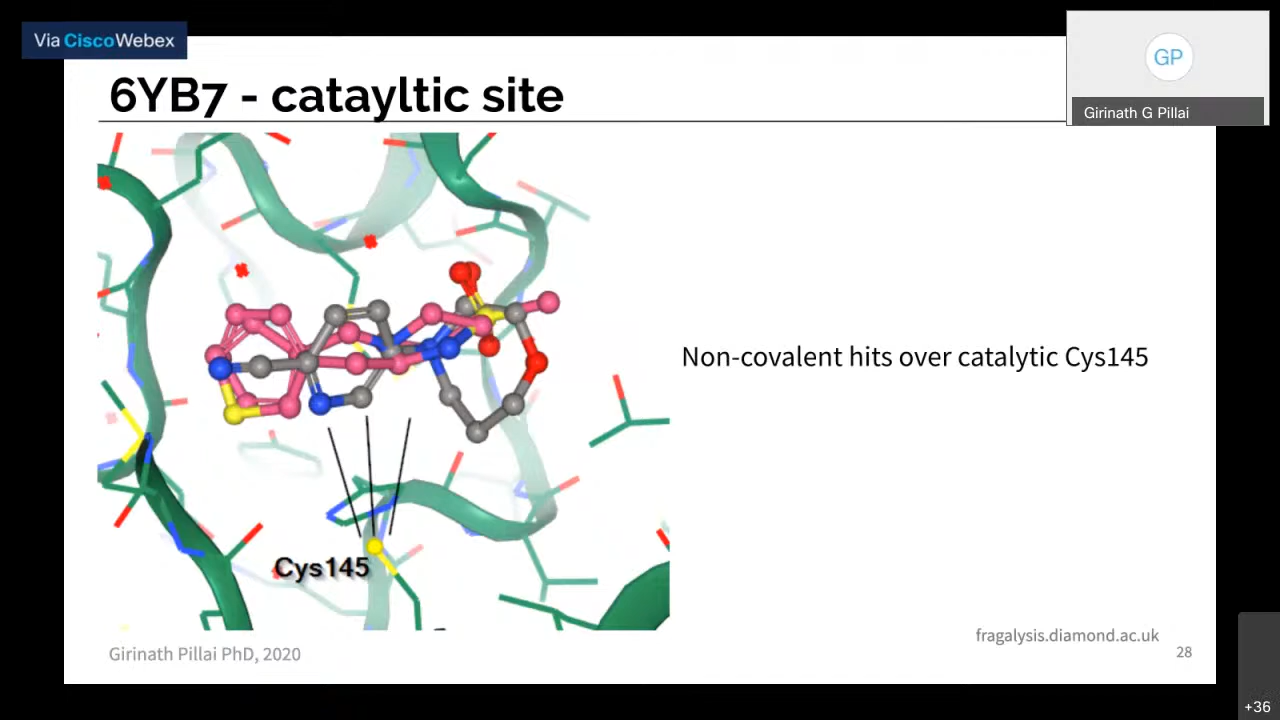 Via CiscoWebex
GP
Girinath G Pillai
6YB7 - catayltic site
Non-covalent hits over catalytic Cys145
Cys145
fragalysis.diamond.ac.uk
Girinath Pillai PhD, 2020
28
+36